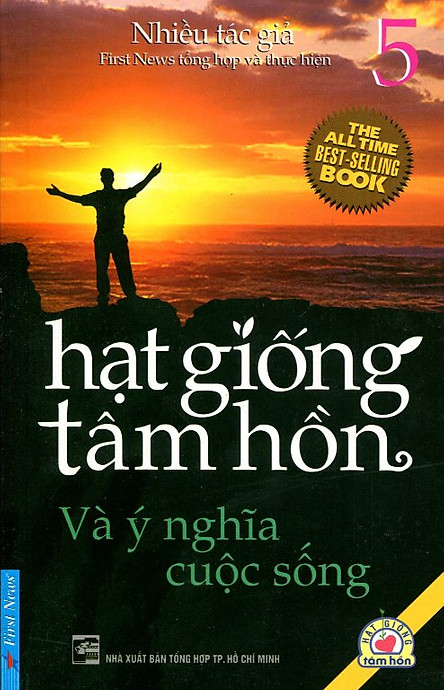 Nhiều tác giả
First News tổng hợp và thực hiện
5
THE
ALL TIME
BEST-SELLING
BOOK
hạt giống
tâm hồn
Và ý nghĩa
cuộc sống
First News
NHÀ XUẤT BẢN TỔNG HỢP TP. HỒ CHÍ MINH
HẠT GIỐNG
tâm hồn